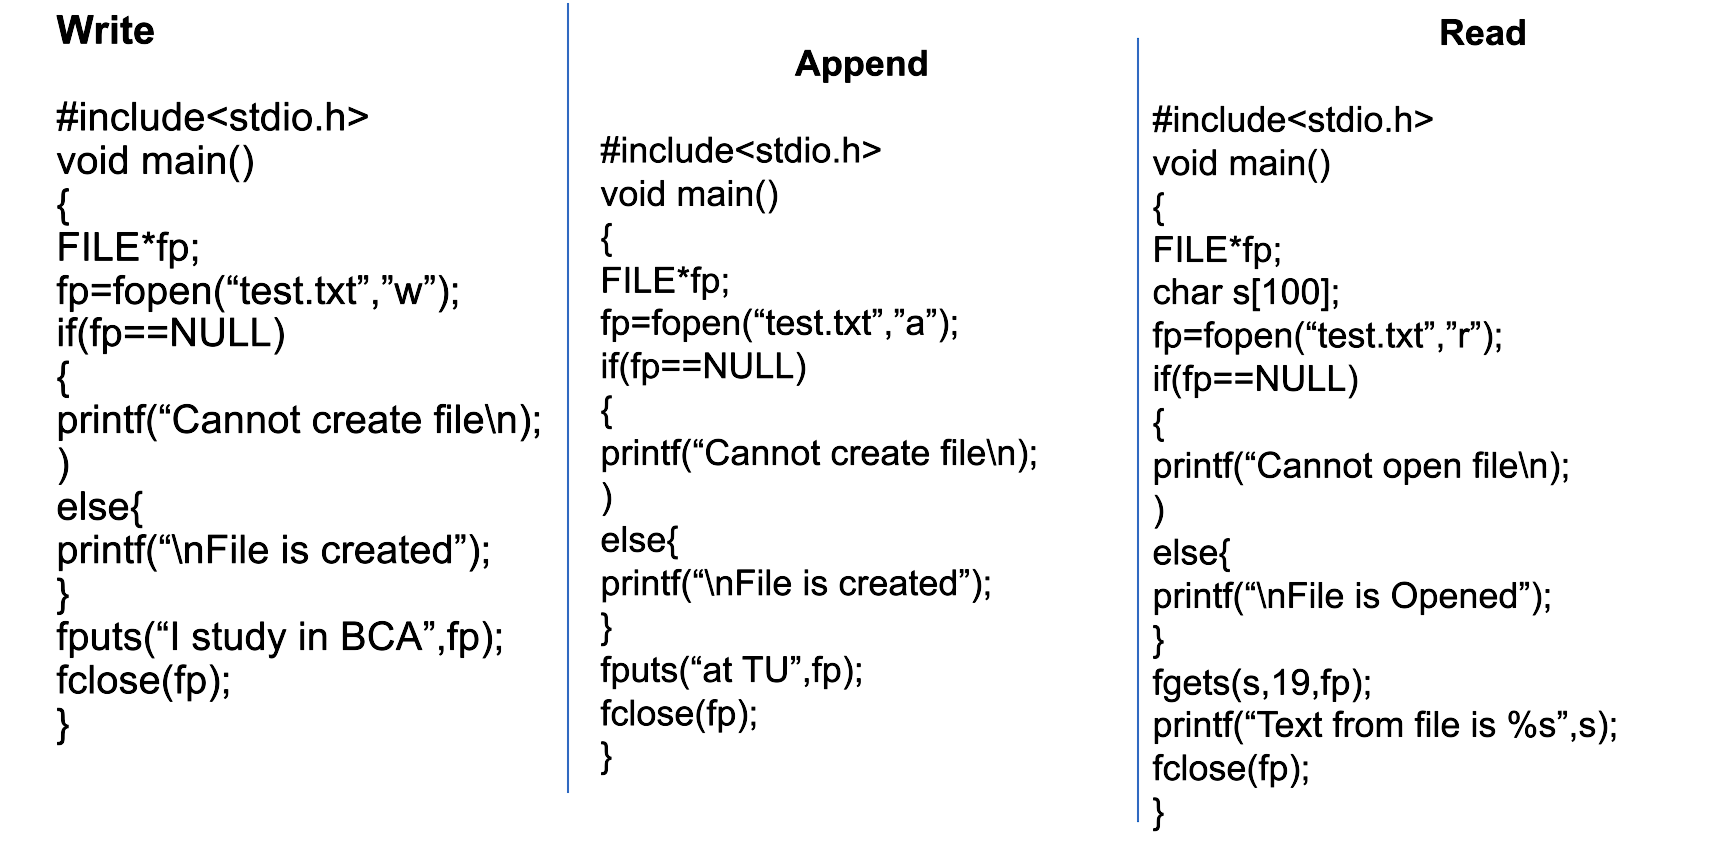 Write
#include<stdio.h>
void main()
{
FILE*fp;
fp=fopen(“test.txt”,”w”);
if(fp==NULL)
{
printf(“Cannot create file\n);
)
else{
printf(“\nFile is created”);
}
fputs(“I study in BCA”,fp);
fclose(fp);
}
Append
#include<stdio.h>
void main()
{
FILE*fp;
fp=fopen(“test.txt”,”a”);
if(fp==NULL)
{
printf(“Cannot create file\n);
)
else{
printf(“\nFile is created”);
}
fputs(“at TU”,fp);
fclose(fp);
}
Read
#include<stdio.h>
void main()
{
FILE*fp;
char s[100];
fp=fopen(“test.txt”,”r”);
if(fp==NULL)
{
printf(“Cannot open file\n);
)
else{
printf(“\nFile is Opened”);
}
fgets(s,19,fp);
printf(“Text from file is %s”,s);
fclose(fp);
}